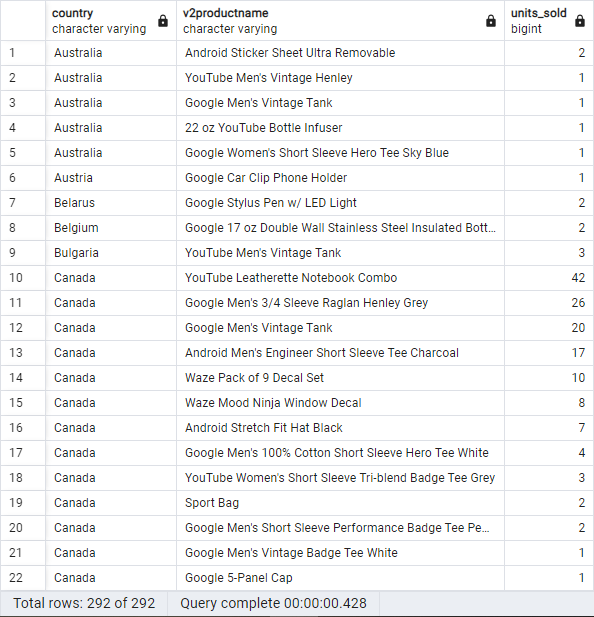 country v2productname units_sold
character varying character varying bigint
1 Australia Android Sticker Sheet Ultra Removable 2
2 Australia YouTube Men's Vintage Henley 1
3 Australia Google Men's Vintage Tank 1
4 Australia 22 oz YouTube Bottle Infuser 1
5 Australia Google Women's Short Sleeve Hero Tee Sky Blue 1
6 Austria Google Car Clip Phone Holder 1
7 Belarus Google Stylus Pen w/ LED Light 2
8 Belgium Google 17 oz Double Wall Stainless Steel Insulated Bott... 2
9 Bulgaria YouTube Men's Vintage Tank 3
10 Canada YouTube Leatherette Notebook Combo 42
11 Canada Google Men's 3/4 Sleeve Raglan Henley Grey 26
12 Canada Google Men's Vintage Tank 20
13 Canada Android Men's Engineer Short Sleeve Tee Charcoal 17
14 Canada Waze Pack of 9 Decal Set 10
15 Canada Waze Mood Ninja Window Decal 8
16 Canada Android Stretch Fit Hat Black 7
17 Canada Google Men's 100% Cotton Short Sleeve Hero Tee White 4
18 Canada YouTube Women's Short Sleeve Tri-blend Badge Tee Grey 3
19 Canada Sport Bag 2
20 Canada Google Men's Short Sleeve Performance Badge Tee Pe... 2
21 Canada Google Men's Vintage Badge Tee White 1
22 Canada Google 5-Panel Cap 1
Total rows: 292 of 292 Query complete 00:00:00.428